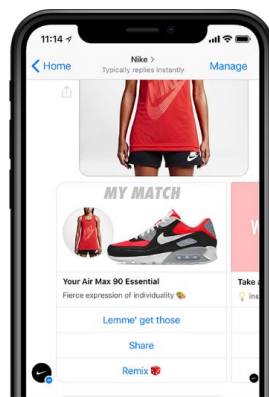 11:14
Home
Nike >
Typically replies instantly
Manage
MY MATCH
Your Air Max 90 Essential
Fierce expression of individuality 👟
Lemme' get those
Share
Remix 🎁
Take a
💡 ins
W